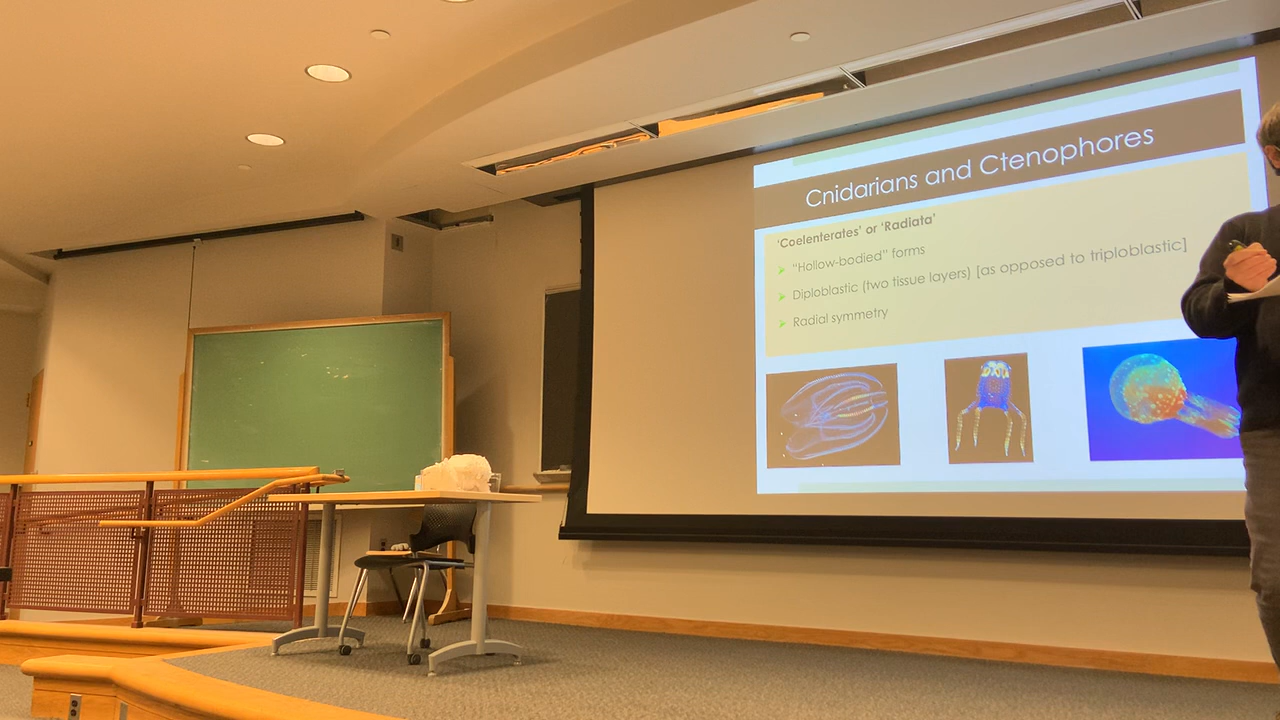 Cnidarians and Ctenophores
'Coelenterates' or 'Radiata'
"Hollow-bodied" forms
Diploblastic (two tissue layers) [as opposed to triploblastic]
Radial symmetry